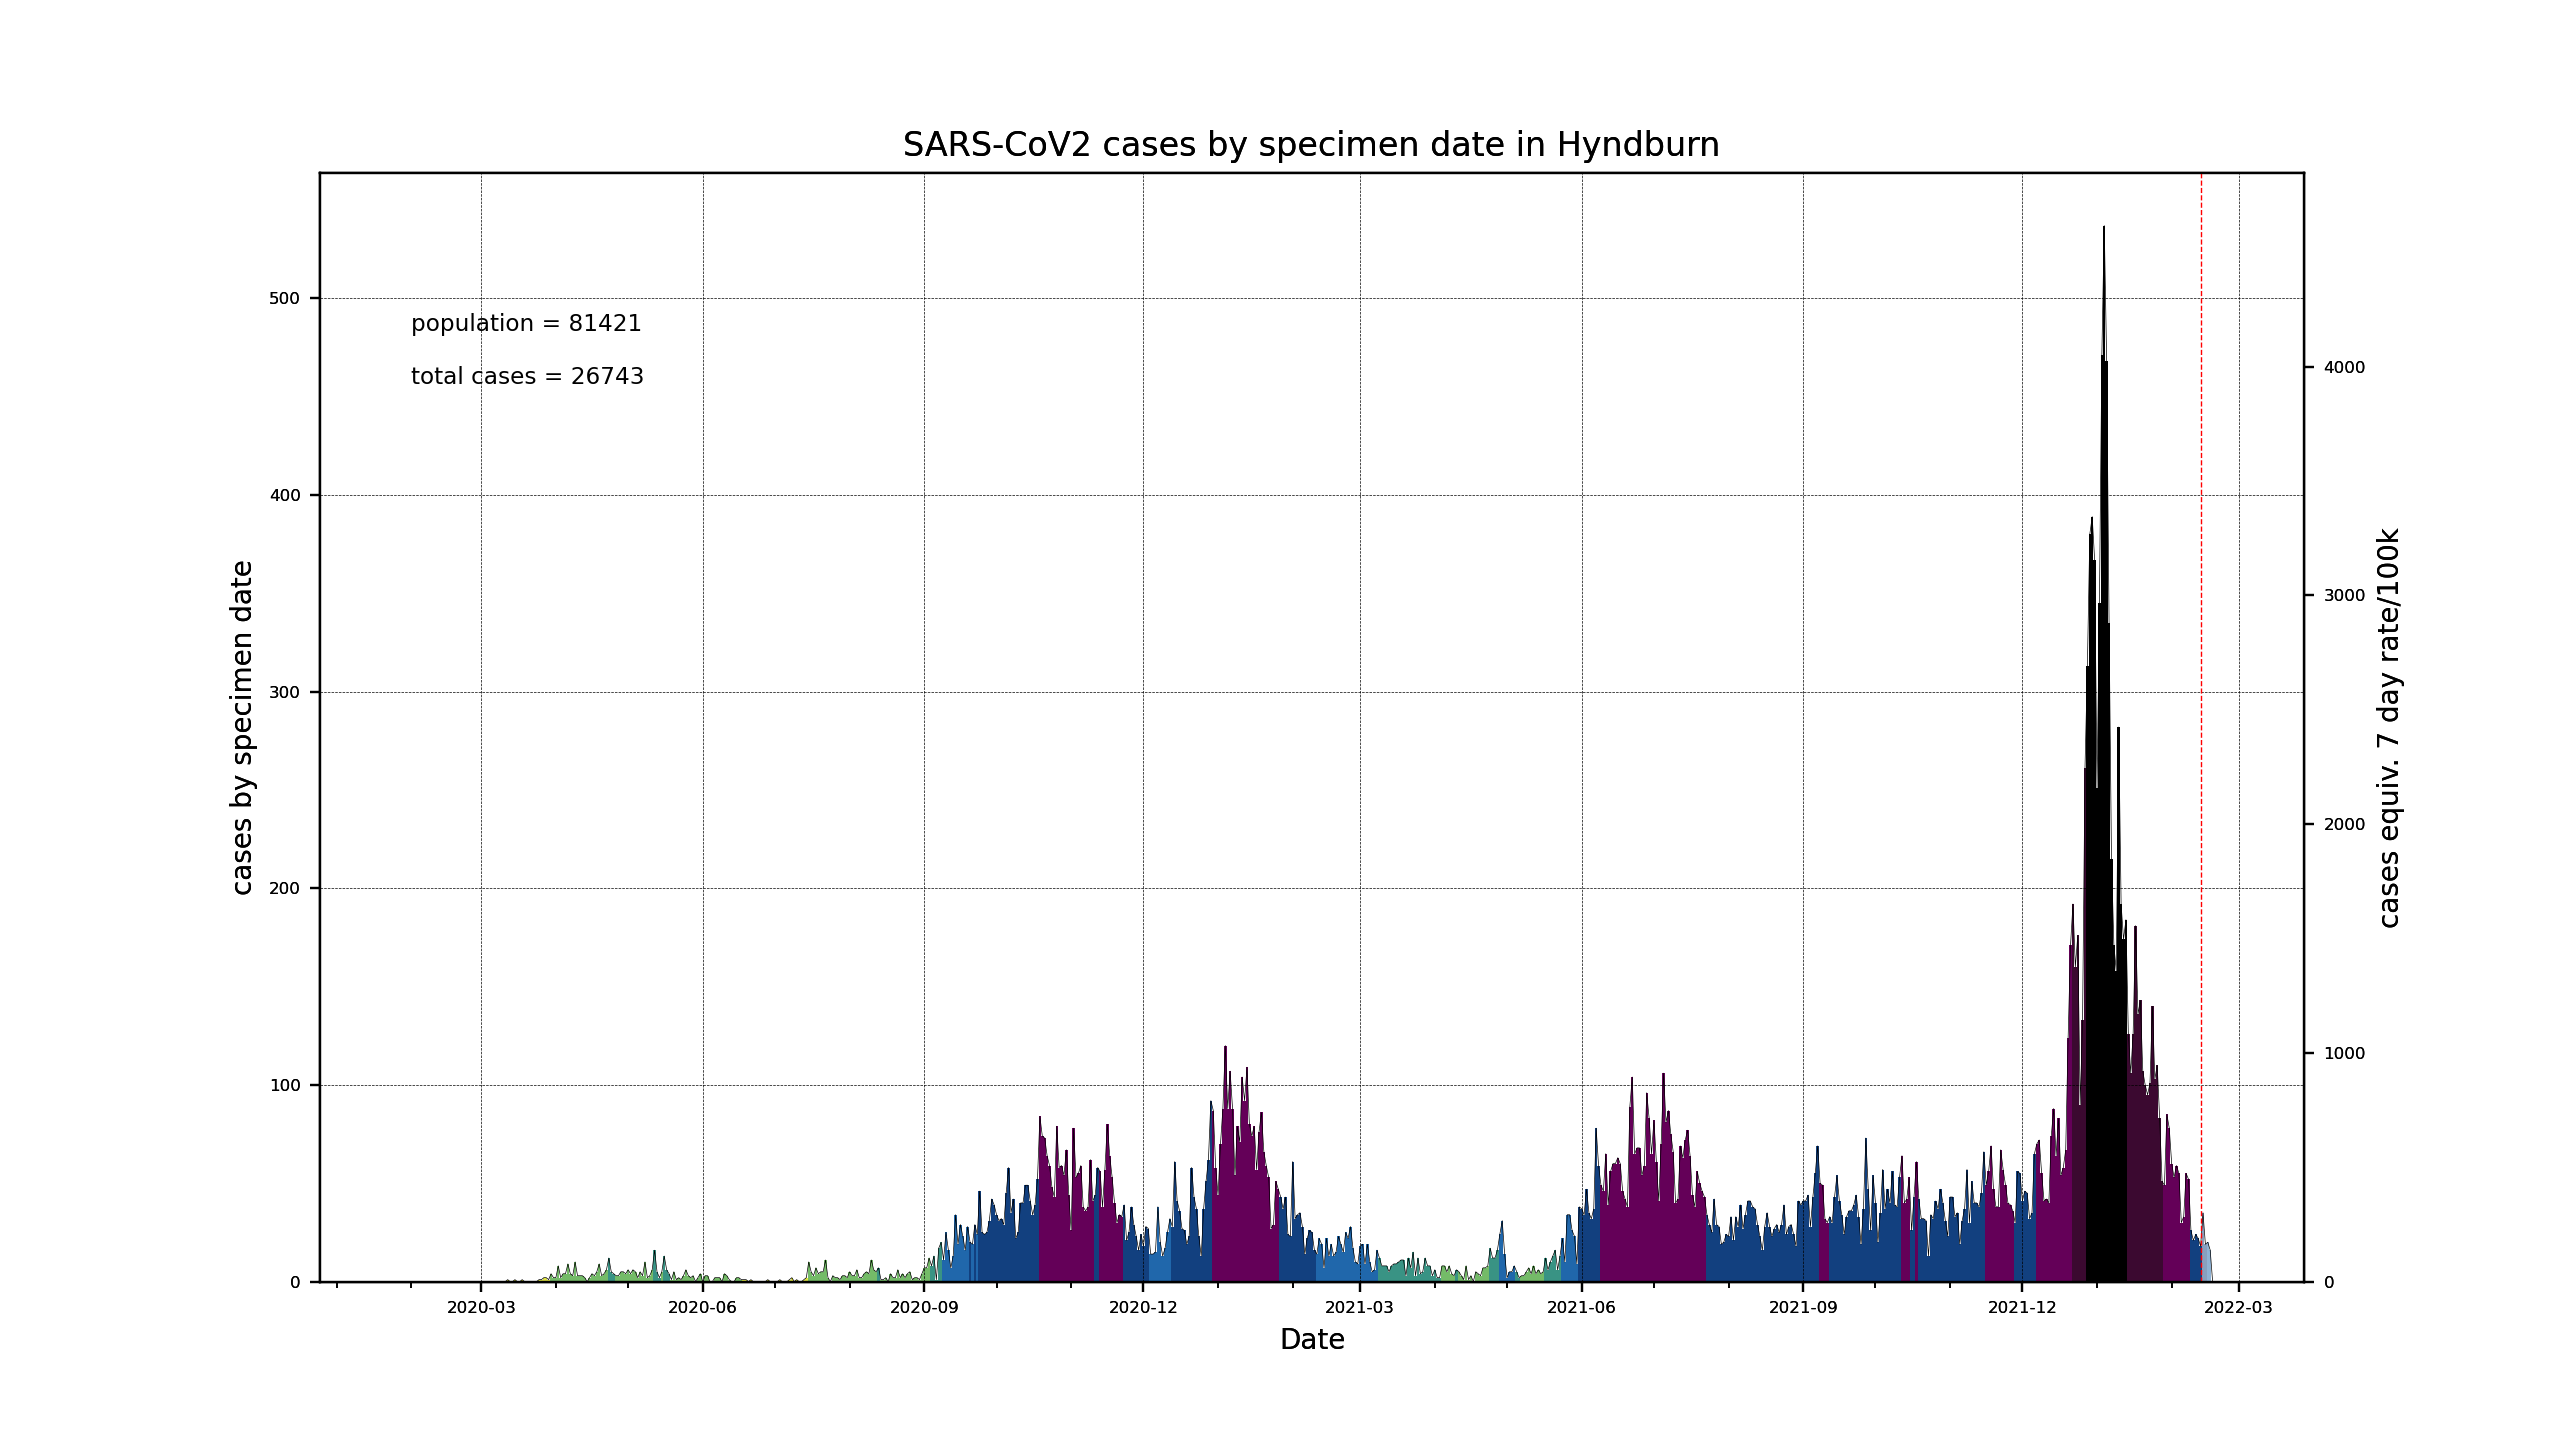 SARS-CoV2 cases by specimen date in Hyndburn
population = 81421
total cases = 26743
cases by specimen date
500
400
300
200
100
0
4000
3000
2000
1000
0
cases equiv. 7 day rate/100k
2020-03 2020-06 2020-09 2020-12 2021-03 2021-06 2021-09 2021-12 2022-03
Date